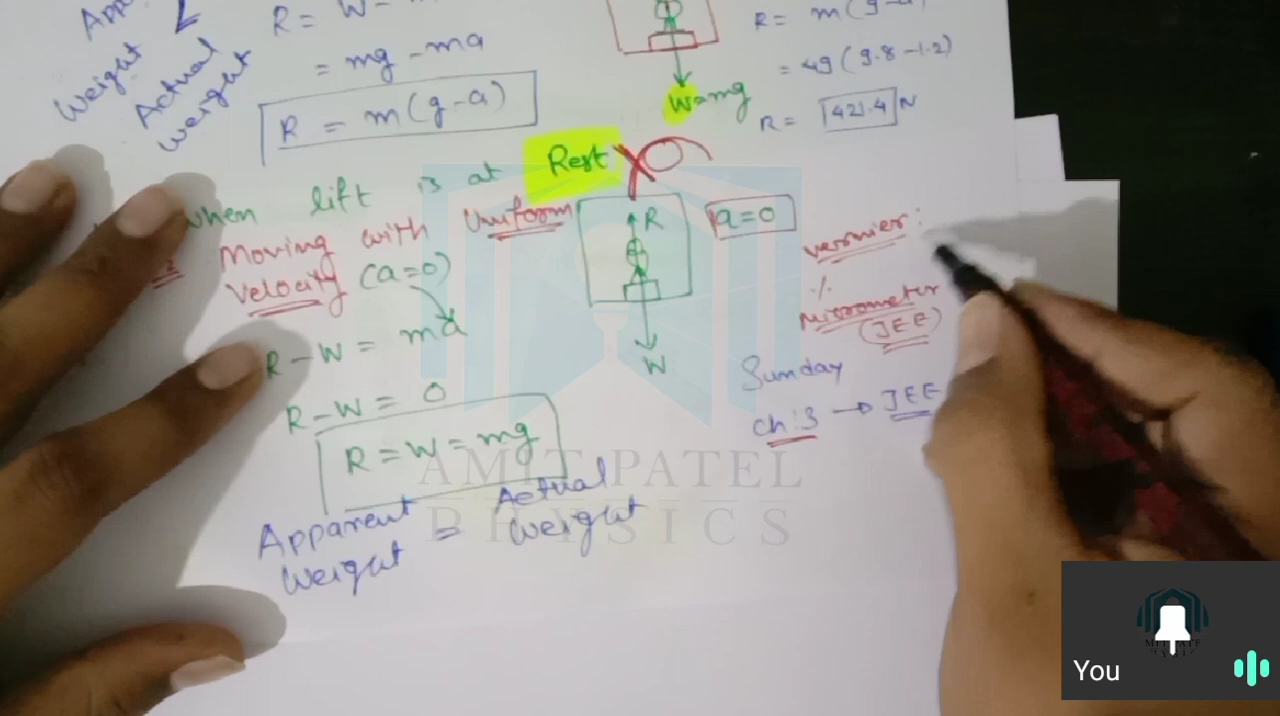 R = W -
= mg - ma
R = m(g-a)
Weight
Actual
weight
W=mg
R = m(g-a)
= 49(9.8-1.2)
R = 421.4 N
when lift is at Rest
Moving with Uniform
Velocity (a=0)
R - W = ma
R - W = 0
R = W = mg
Apparent = Actual
Weight Weight
R
a=0
W
vernier :
Micrometer
(JEE)
Sunday
ch:3 → JEE
AMIT PATEL
PHYSICS
You